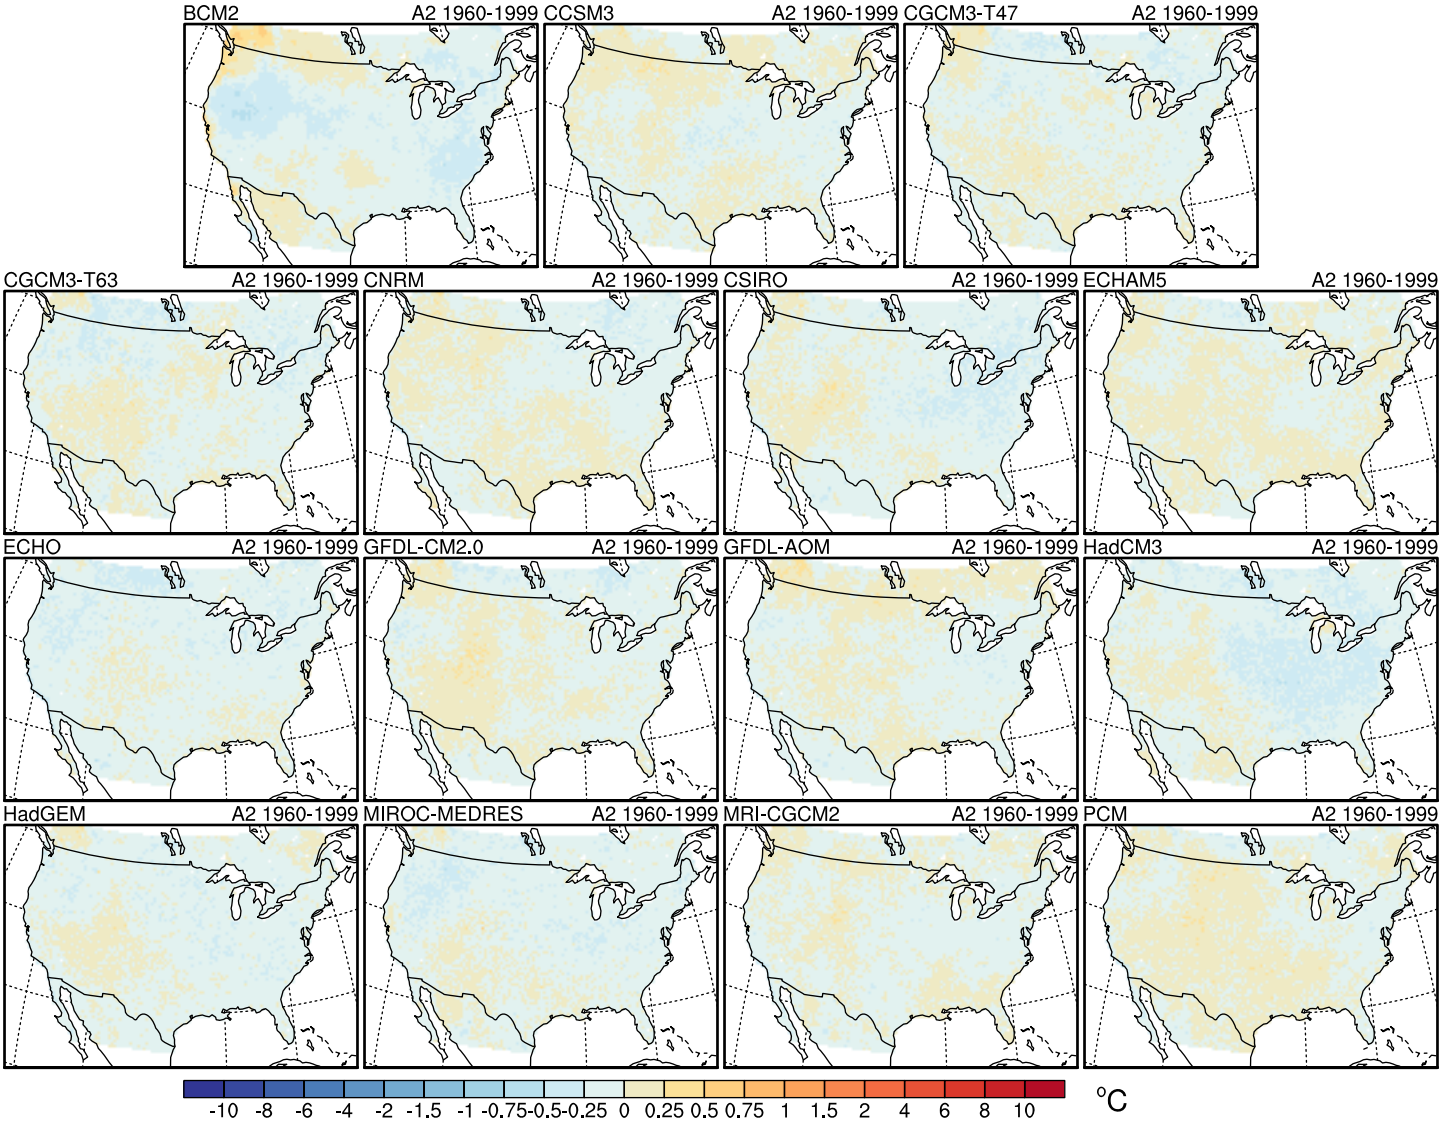 BCM2 A2 1960-1999 CCSM3 A2 1960-1999 CGCM3-T47 A2 1960-1999
CGCM3-T63 A2 1960-1999 CNRM A2 1960-1999 CSIRO A2 1960-1999 ECHAM5 A2 1960-1999
ECHO A2 1960-1999 GFDL-CM2.0 A2 1960-1999 GFDL-AOM A2 1960-1999 HadCM3 A2 1960-1999
HadGEM A2 1960-1999 MIROC-MEDRES A2 1960-1999 MRI-CGCM2 A2 1960-1999 PCM A2 1960-1999
-10 -8 -6 -4 -2 -1.5 -1 -0.75 -0.5 -0.25 0 0.25 0.5 0.75 1 1.5 2 4 6 8 10 °C